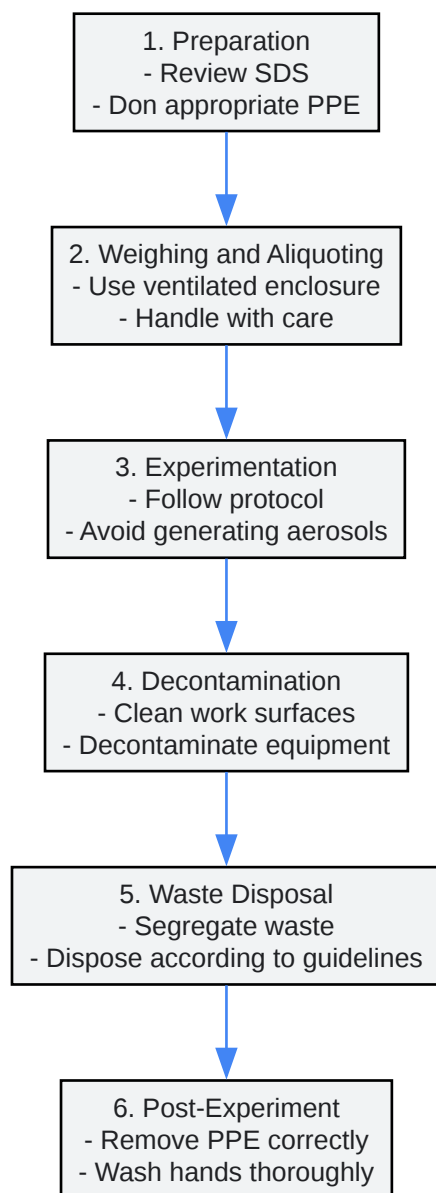 1. Preparation
- Review SDS
- Don appropriate PPE
2. Weighing and Aliquoting
- Use ventilated enclosure
- Handle with care
3. Experimentation
- Follow protocol
- Avoid generating aerosols
4. Decontamination
- Clean work surfaces
- Decontaminate equipment
5. Waste Disposal
- Segregate waste
- Dispose according to guidelines
6. Post-Experiment
- Remove PPE correctly
- Wash hands thoroughly